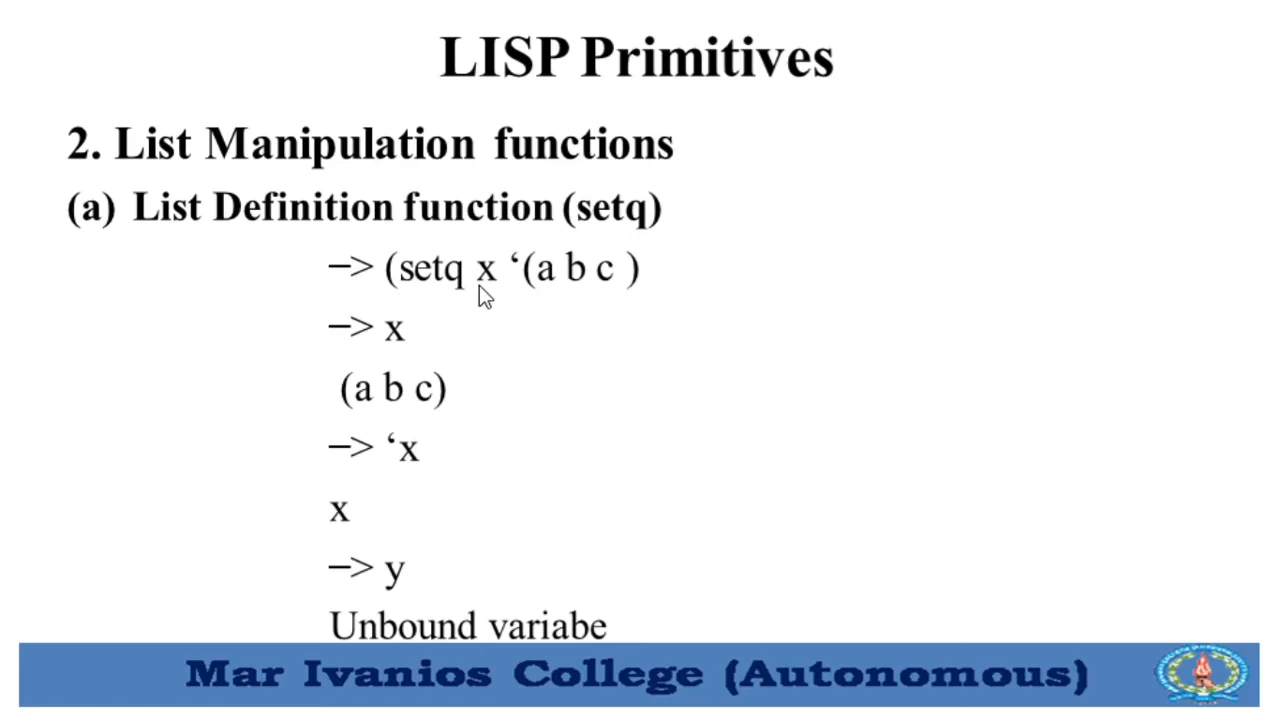 LISP Primitives
2. List Manipulation functions
(a) List Definition function (setq)
–> (setq x ‘(a b c )
–> x
(a b c)
–> ‘x
x
–> y
Unbound variabe
Mar Ivanios College (Autonomous)